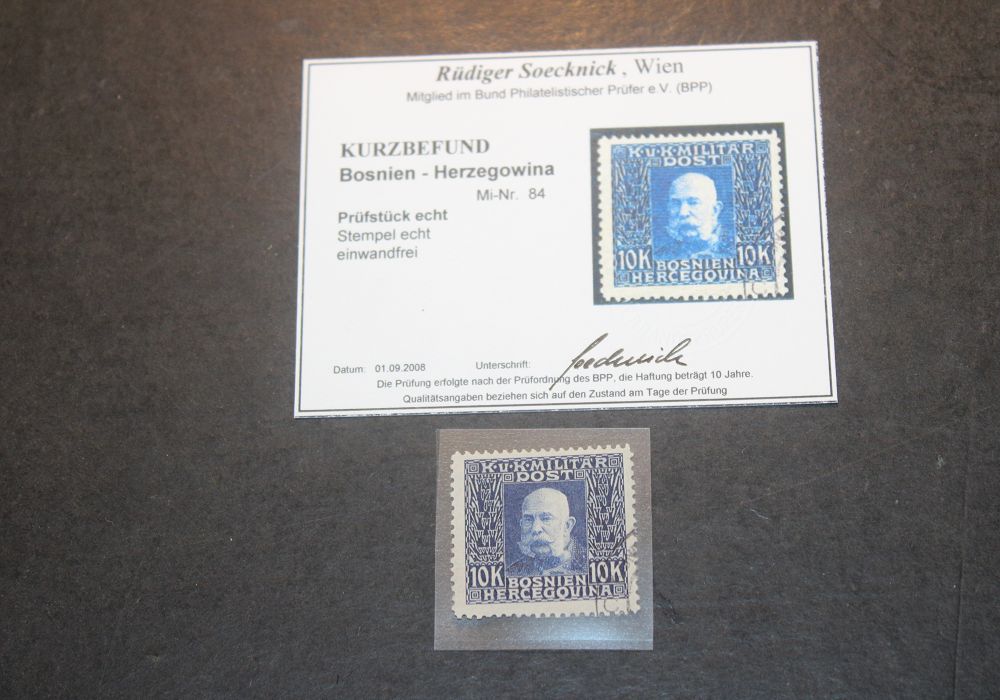 Rüdiger Soecknick, Wien
Mitglied im Bund Philatelistischer Prüfer e.V. (BPP)
KURZBEFUND
Bosnien - Herzegowina
Mi-Nr. 84
Prüfstück echt
Stempel echt
einwandfrei
K.u.K.MILITÄR
POST
10K BOSNIEN 10K
HERCEGOVINA
Datum: 01.09.2008 Unterschrift: Soecknick
Die Prüfung erfolgte nach der Prüfordnung des BPP, die Haftung beträgt 10 Jahre.
Qualitätsangaben beziehen sich auf den Zustand am Tage der Prüfung
K.u.K.MILITÄR
POST
10K BOSNIEN 10K
HERCEGOVINA